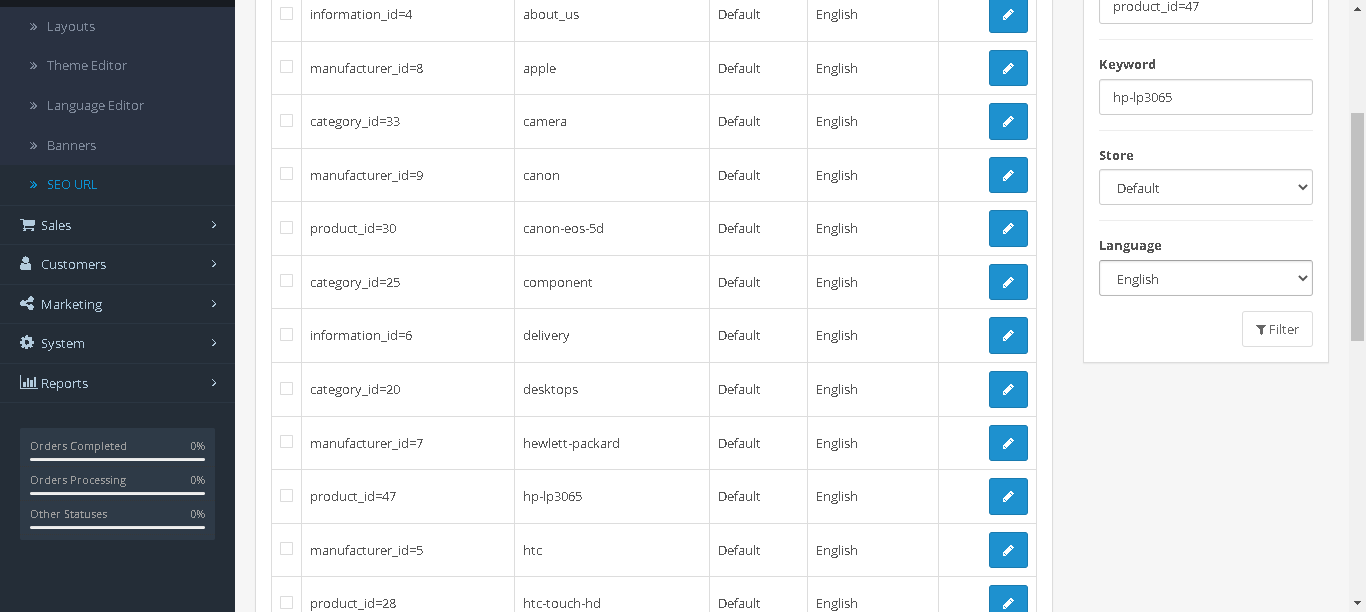 Layouts
Theme Editor
Language Editor
Banners
SEO URL
Sales
Customers
Marketing
System
Reports
Orders Completed 0%
Orders Processing 0%
Other Statuses 0%
information_id=4 about_us Default English
manufacturer_id=8 apple Default English
category_id=33 camera Default English
manufacturer_id=9 canon Default English
product_id=30 canon-eos-5d Default English
category_id=25 component Default English
information_id=6 delivery Default English
category_id=20 desktops Default English
manufacturer_id=7 hewlett-packard Default English
product_id=47 hp-lp3065 Default English
manufacturer_id=5 htc Default English
product_id=28 htc-touch-hd Default English
product_id=47
Keyword
hp-lp3065
Store
Default
Language
English
Filter